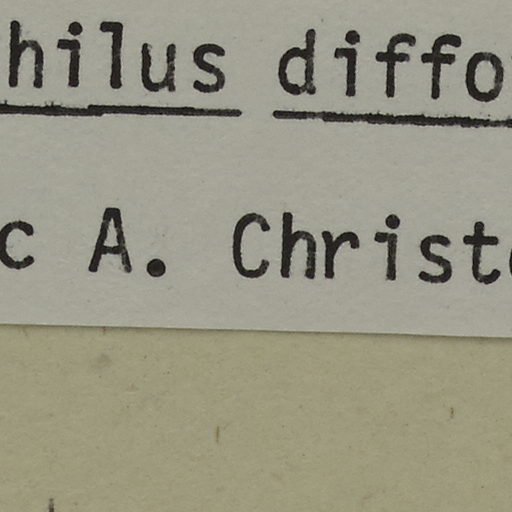 hilus diffo
c A. Christ